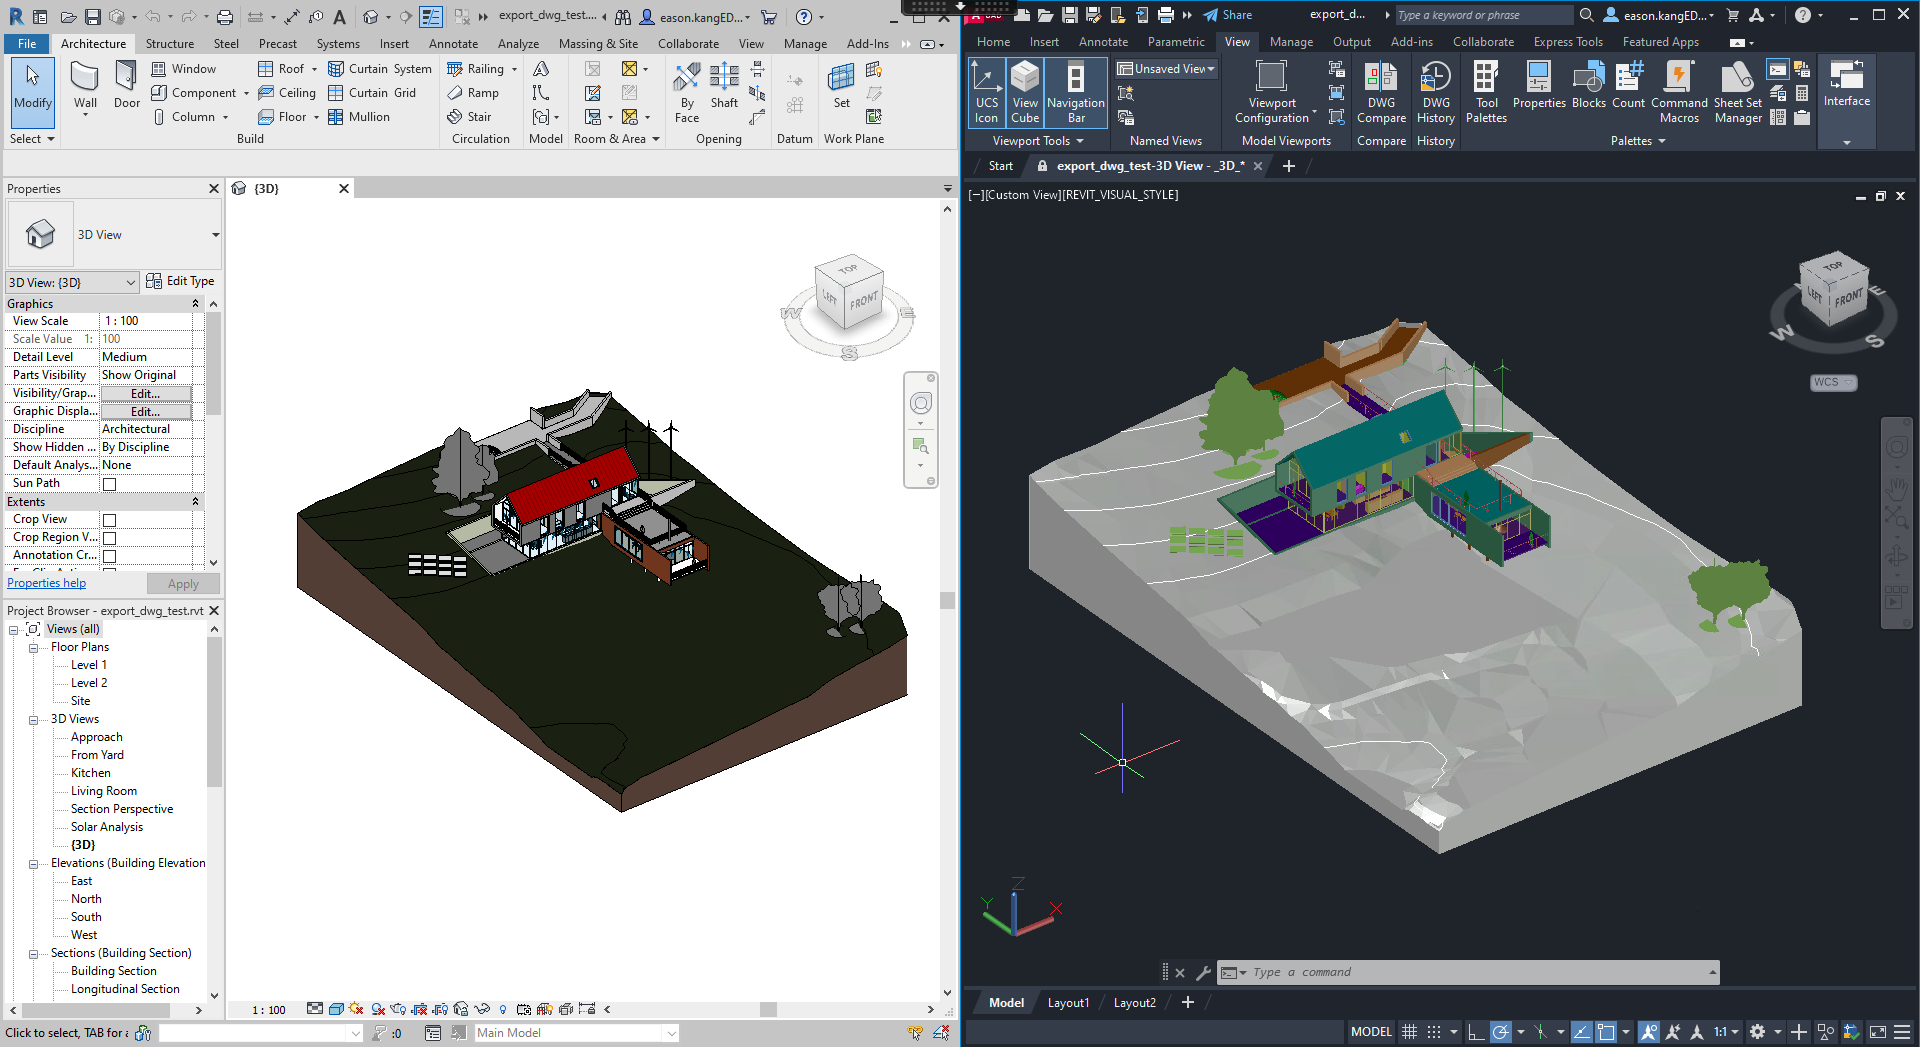 export_dwg_test....
eason.kangED...
File
Architecture
Structure
Steel
Precast
Systems
Insert
Annotate
Analyze
Massing & Site
Collaborate
View
Manage
Add-Ins
Modify
Wall
Door
Window
Component
Column
Roof
Ceiling
Floor
Curtain System
Curtain Grid
Mullion
Railing
Ramp
Stair
By
Face
Shaft
Set
Select
Build
Circulation
Model
Room & Area
Opening
Datum
Work Plane
Properties
3D View
3D View: {3D}
Edit Type
Graphics
View Scale 1 : 100
Scale Value 1: 100
Detail Level Medium
Parts Visibility Show Original
Visibility/Grap... Edit...
Graphic Displa... Edit...
Discipline Architectural
Show Hidden ... By Discipline
Default Analys... None
Sun Path
Extents
Crop View
Crop Region V...
Annotation Cr...
Properties help
Apply
Project Browser - export_dwg_test.rvt
Views (all)
Floor Plans
Level 1
Level 2
Site
3D Views
Approach
From Yard
Kitchen
Living Room
Section Perspective
Solar Analysis
{3D}
Elevations (Building Elevation
East
North
South
West
Sections (Building Section)
Building Section
Longitudinal Section
{3D}
TOP
LEFT
FRONT
W
E
S
1 : 100
Click to select, TAB for a
:0
Main Model
export_d...
Share
Type a keyword or phrase
eason.kangED...
Home
Insert
Annotate
Parametric
View
Manage
Output
Add-ins
Collaborate
Express Tools
Featured Apps
UCS
Icon
View
Cube
Navigation
Bar
Unsaved View
Viewport
Configuration
DWG
Compare
DWG
History
Tool
Palettes
Properties
Blocks
Count
Command
Macros
Sheet Set
Manager
Interface
Viewport Tools
Named Views
Model Viewports
Compare
History
Palettes
Start
export_dwg_test-3D View - _3D_*
[−][Custom View][REVIT_VISUAL_STYLE]
TOP
LEFT
FRONT
W
E
S
WCS
Z
Y
X
Type a command
Model
Layout1
Layout2
MODEL
1:1